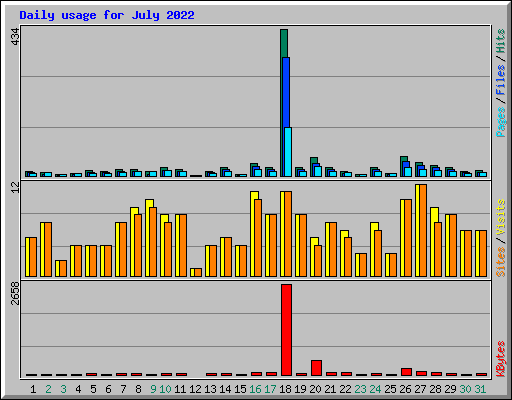 Daily usage for July 2022
434
Pages / Files / Hits
12
Sites / Visits
2658
KBytes
1 2 3 4 5 6 7 8 9 10 11 12 13 14 15 16 17 18 19 20 21 22 23 24 25 26 27 28 29 30 31